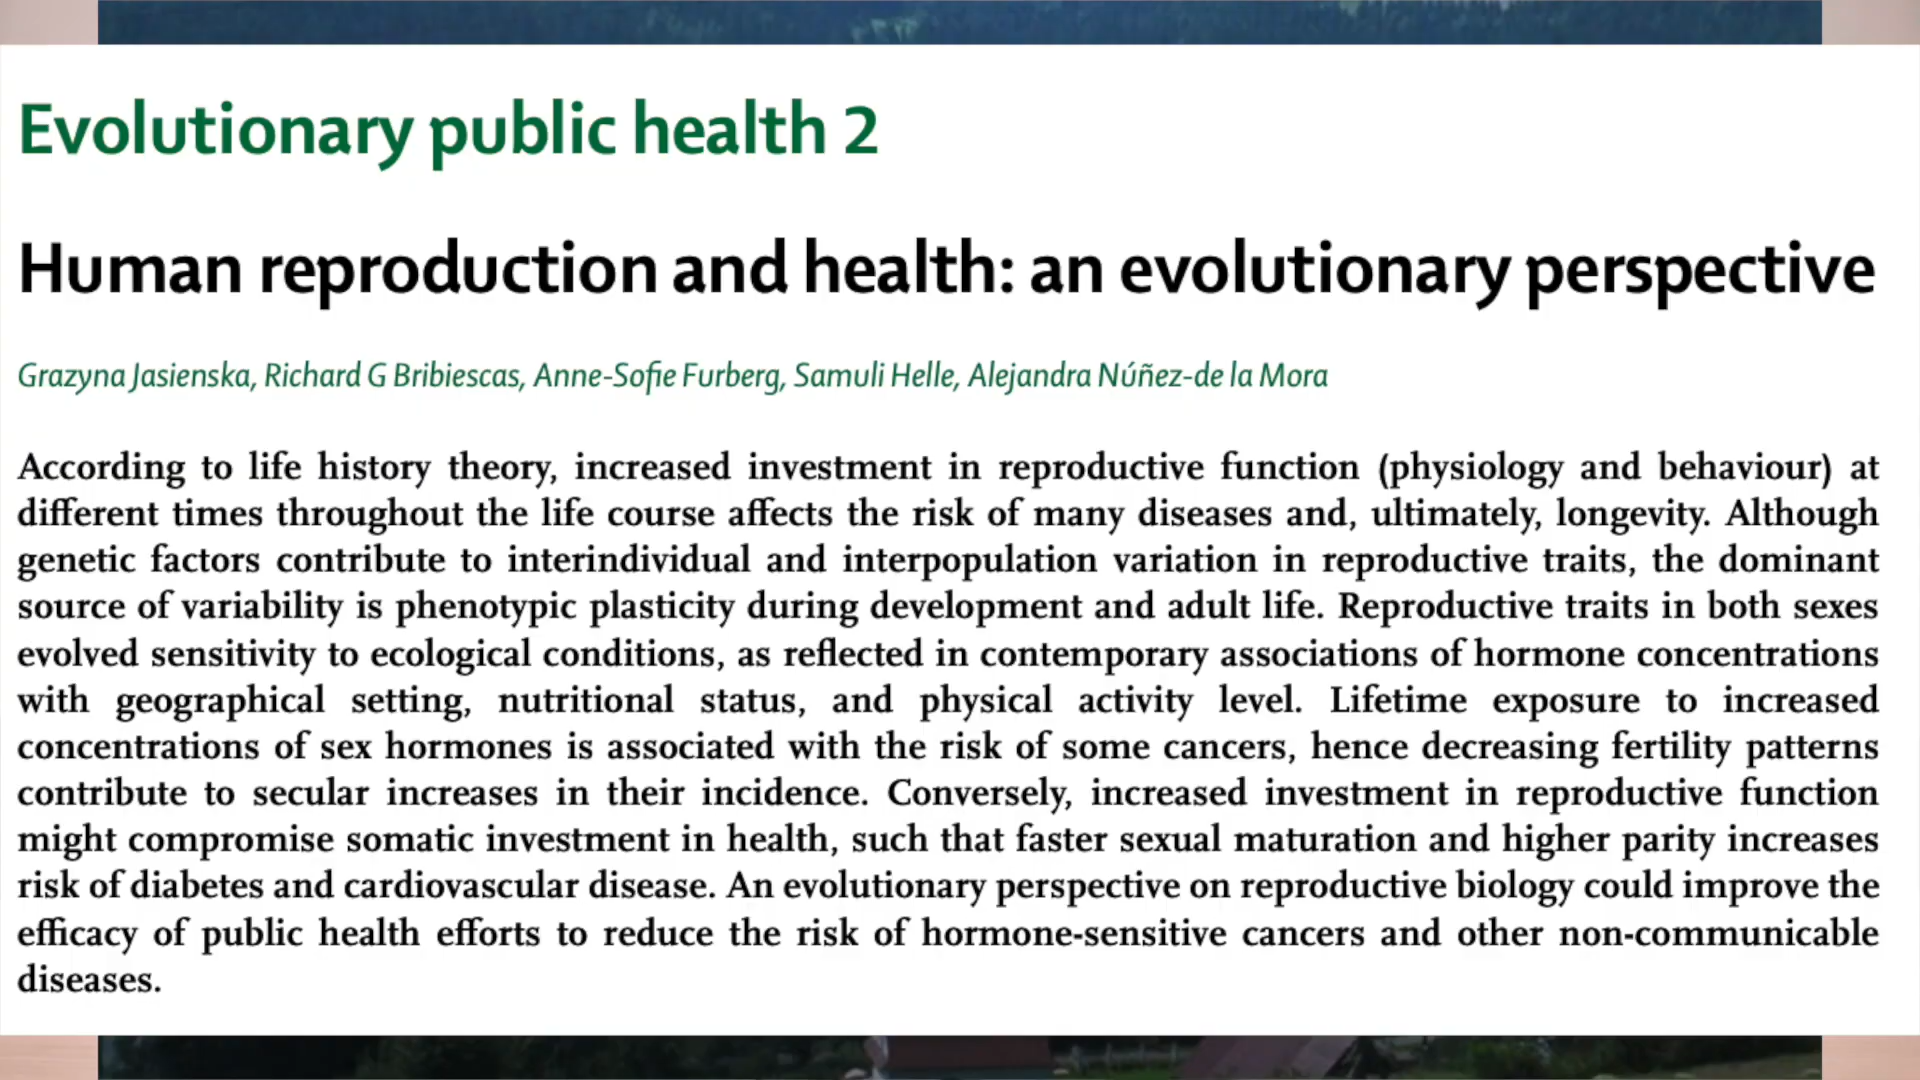 Evolutionary public health 2
Human reproduction and health: an evolutionary perspective
Grazyna Jasienska, Richard G Bribiescas, Anne-Sofie Furberg, Samuli Helle, Alejandra Núñez-de la Mora
According to life history theory, increased investment in reproductive function (physiology and behaviour) at
different times throughout the life course affects the risk of many diseases and, ultimately, longevity. Although
genetic factors contribute to interindividual and interpopulation variation in reproductive traits, the dominant
source of variability is phenotypic plasticity during development and adult life. Reproductive traits in both sexes
evolved sensitivity to ecological conditions, as reflected in contemporary associations of hormone concentrations
with geographical setting, nutritional status, and physical activity level. Lifetime exposure to increased
concentrations of sex hormones is associated with the risk of some cancers, hence decreasing fertility patterns
contribute to secular increases in their incidence. Conversely, increased investment in reproductive function
might compromise somatic investment in health, such that faster sexual maturation and higher parity increases
risk of diabetes and cardiovascular disease. An evolutionary perspective on reproductive biology could improve the
efficacy of public health efforts to reduce the risk of hormone-sensitive cancers and other non-communicable
diseases.